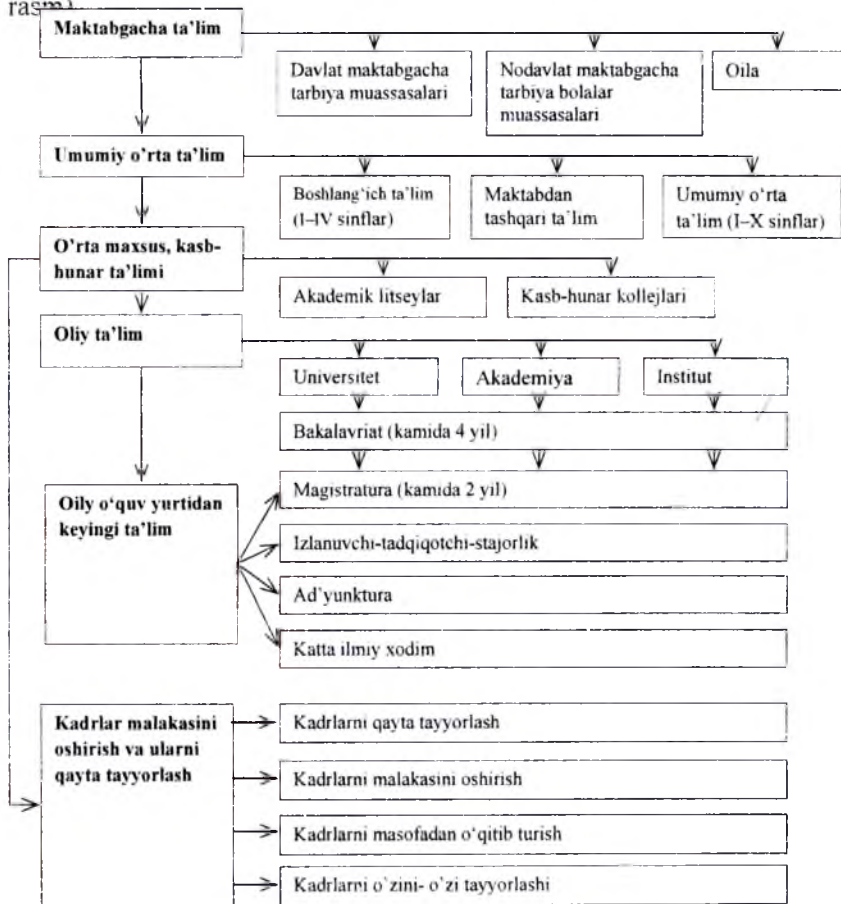 rasm)
Maktabgacha ta'lim
Davlat maktabgacha
tarbiya muassasalari
Nodavlat maktabgacha
tarbiya bolalar
muassasalari
Oila
Umumiy o'rta ta'lim
Boshlang‘ich ta'lim
(I–IV sinflar)
Maktabdan
tashqari ta'lim
Umumiy o‘rta
ta'lim (I–X sinflar)
O'rta maxsus, kasb-
hunar ta'limi
Akademik litseylar
Kasb-hunar kollejlari
Oliy ta'lim
Universitet
Akademiya
Institut
Bakalavriat (kamida 4 yil)
Oily o‘quv yurtidan
keyingi ta'lim
Magistratura (kamida 2 yil)
Izlanuvchi-tadqiqotchi-stajorlik
Ad'yunktura
Katta ilmiy xodim
Kadrlar malakasini
oshirish va ularni
qayta tayyorlash
Kadrlarni qayta tayyorlash
Kadrlarni malakasini oshirish
Kadrlarni masofadan o‘qitib turish
Kadrlarni o‘zini- o‘zi tayyorlashi